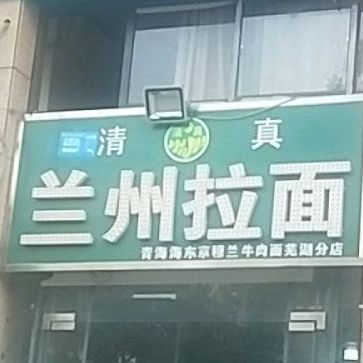 清 真
兰州拉面
青海海东京穆兰牛肉面芜湖分店